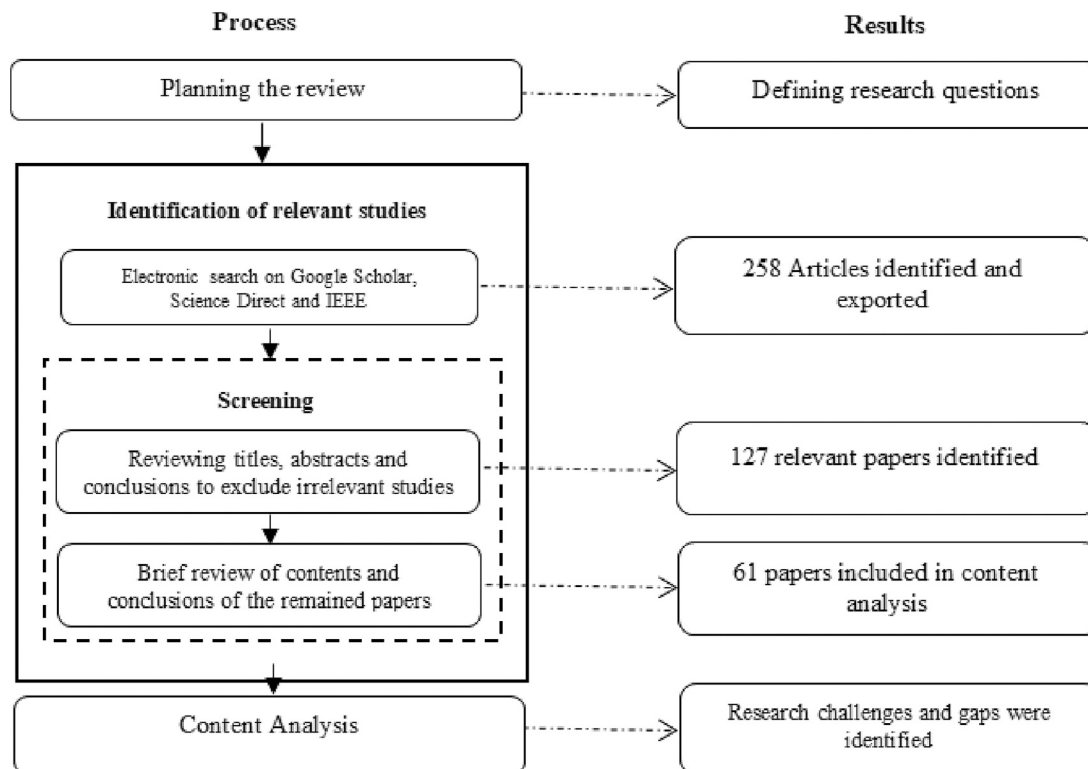 Process
Results
Planning the review
Defining research questions
Identification of relevant studies
Electronic search on Google Scholar,
Science Direct and IEEE
258 Articles identified and
exported
Screening
Reviewing titles, abstracts and
conclusions to exclude irrelevant studies
127 relevant papers identified
Brief review of contents and
conclusions of the remained papers
61 papers included in content
analysis
Content Analysis
Research challenges and gaps were
identified